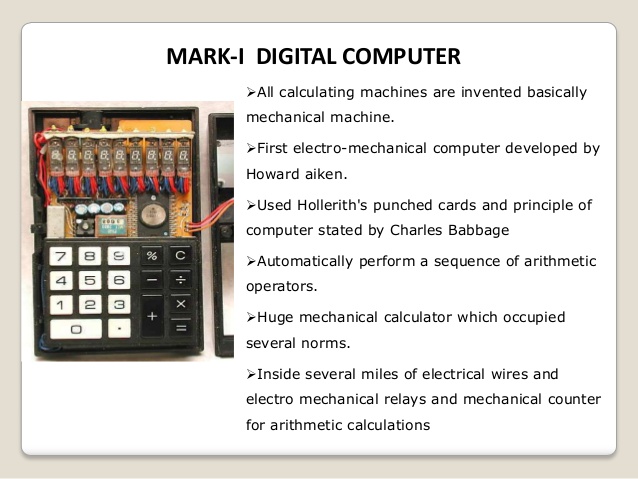 MARK-I DIGITAL COMPUTER
➢All calculating machines are invented basically
mechanical machine.
➢First electro-mechanical computer developed by
Howard aiken.
➢Used Hollerith's punched cards and principle of
computer stated by Charles Babbage
➢Automatically perform a sequence of arithmetic
operators.
➢Huge mechanical calculator which occupied
several norms.
➢Inside several miles of electrical wires and
electro mechanical relays and mechanical counter
for arithmetic calculations
7 8 9 % C
4 5 6 − ÷
1 2 3 + ×
0 · =